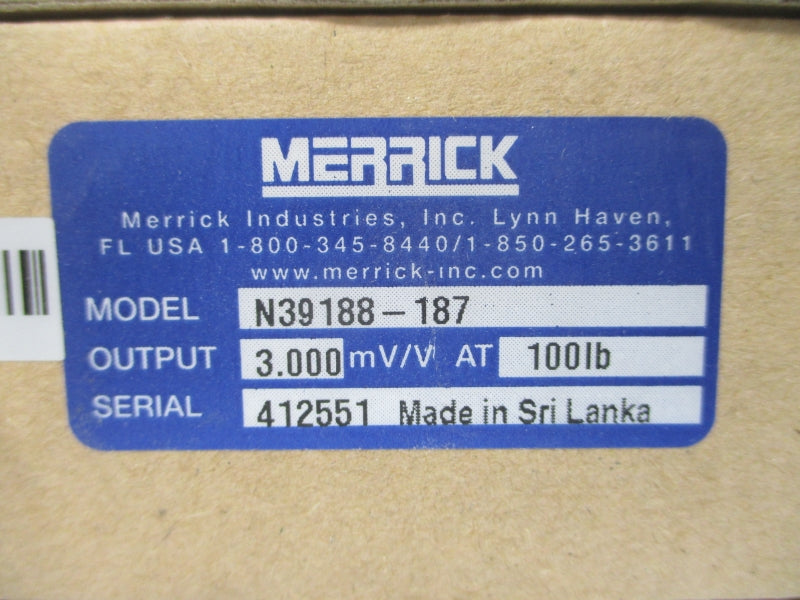 MERRICK
Merrick Industries, Inc. Lynn Haven,
FL USA 1-800-345-8440/1-850-265-3611
www.merrick-inc.com
MODEL N39188-187
OUTPUT 3.000 mV/V AT 100lb
SERIAL 412551 Made in Sri Lanka